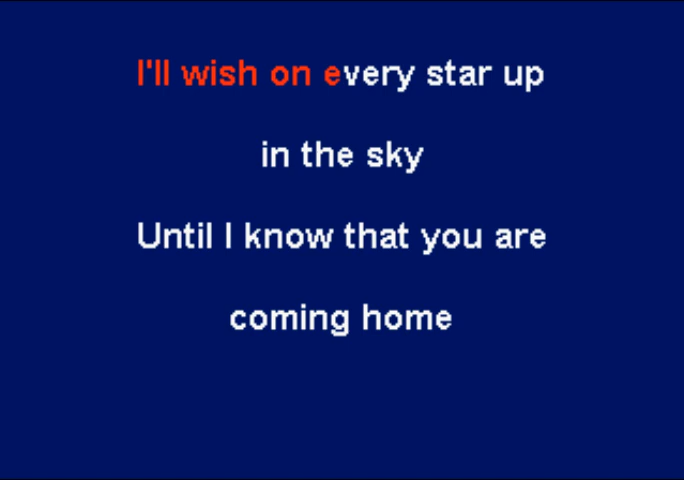 I'll wish on every star up
in the sky
Until I know that you are
coming home